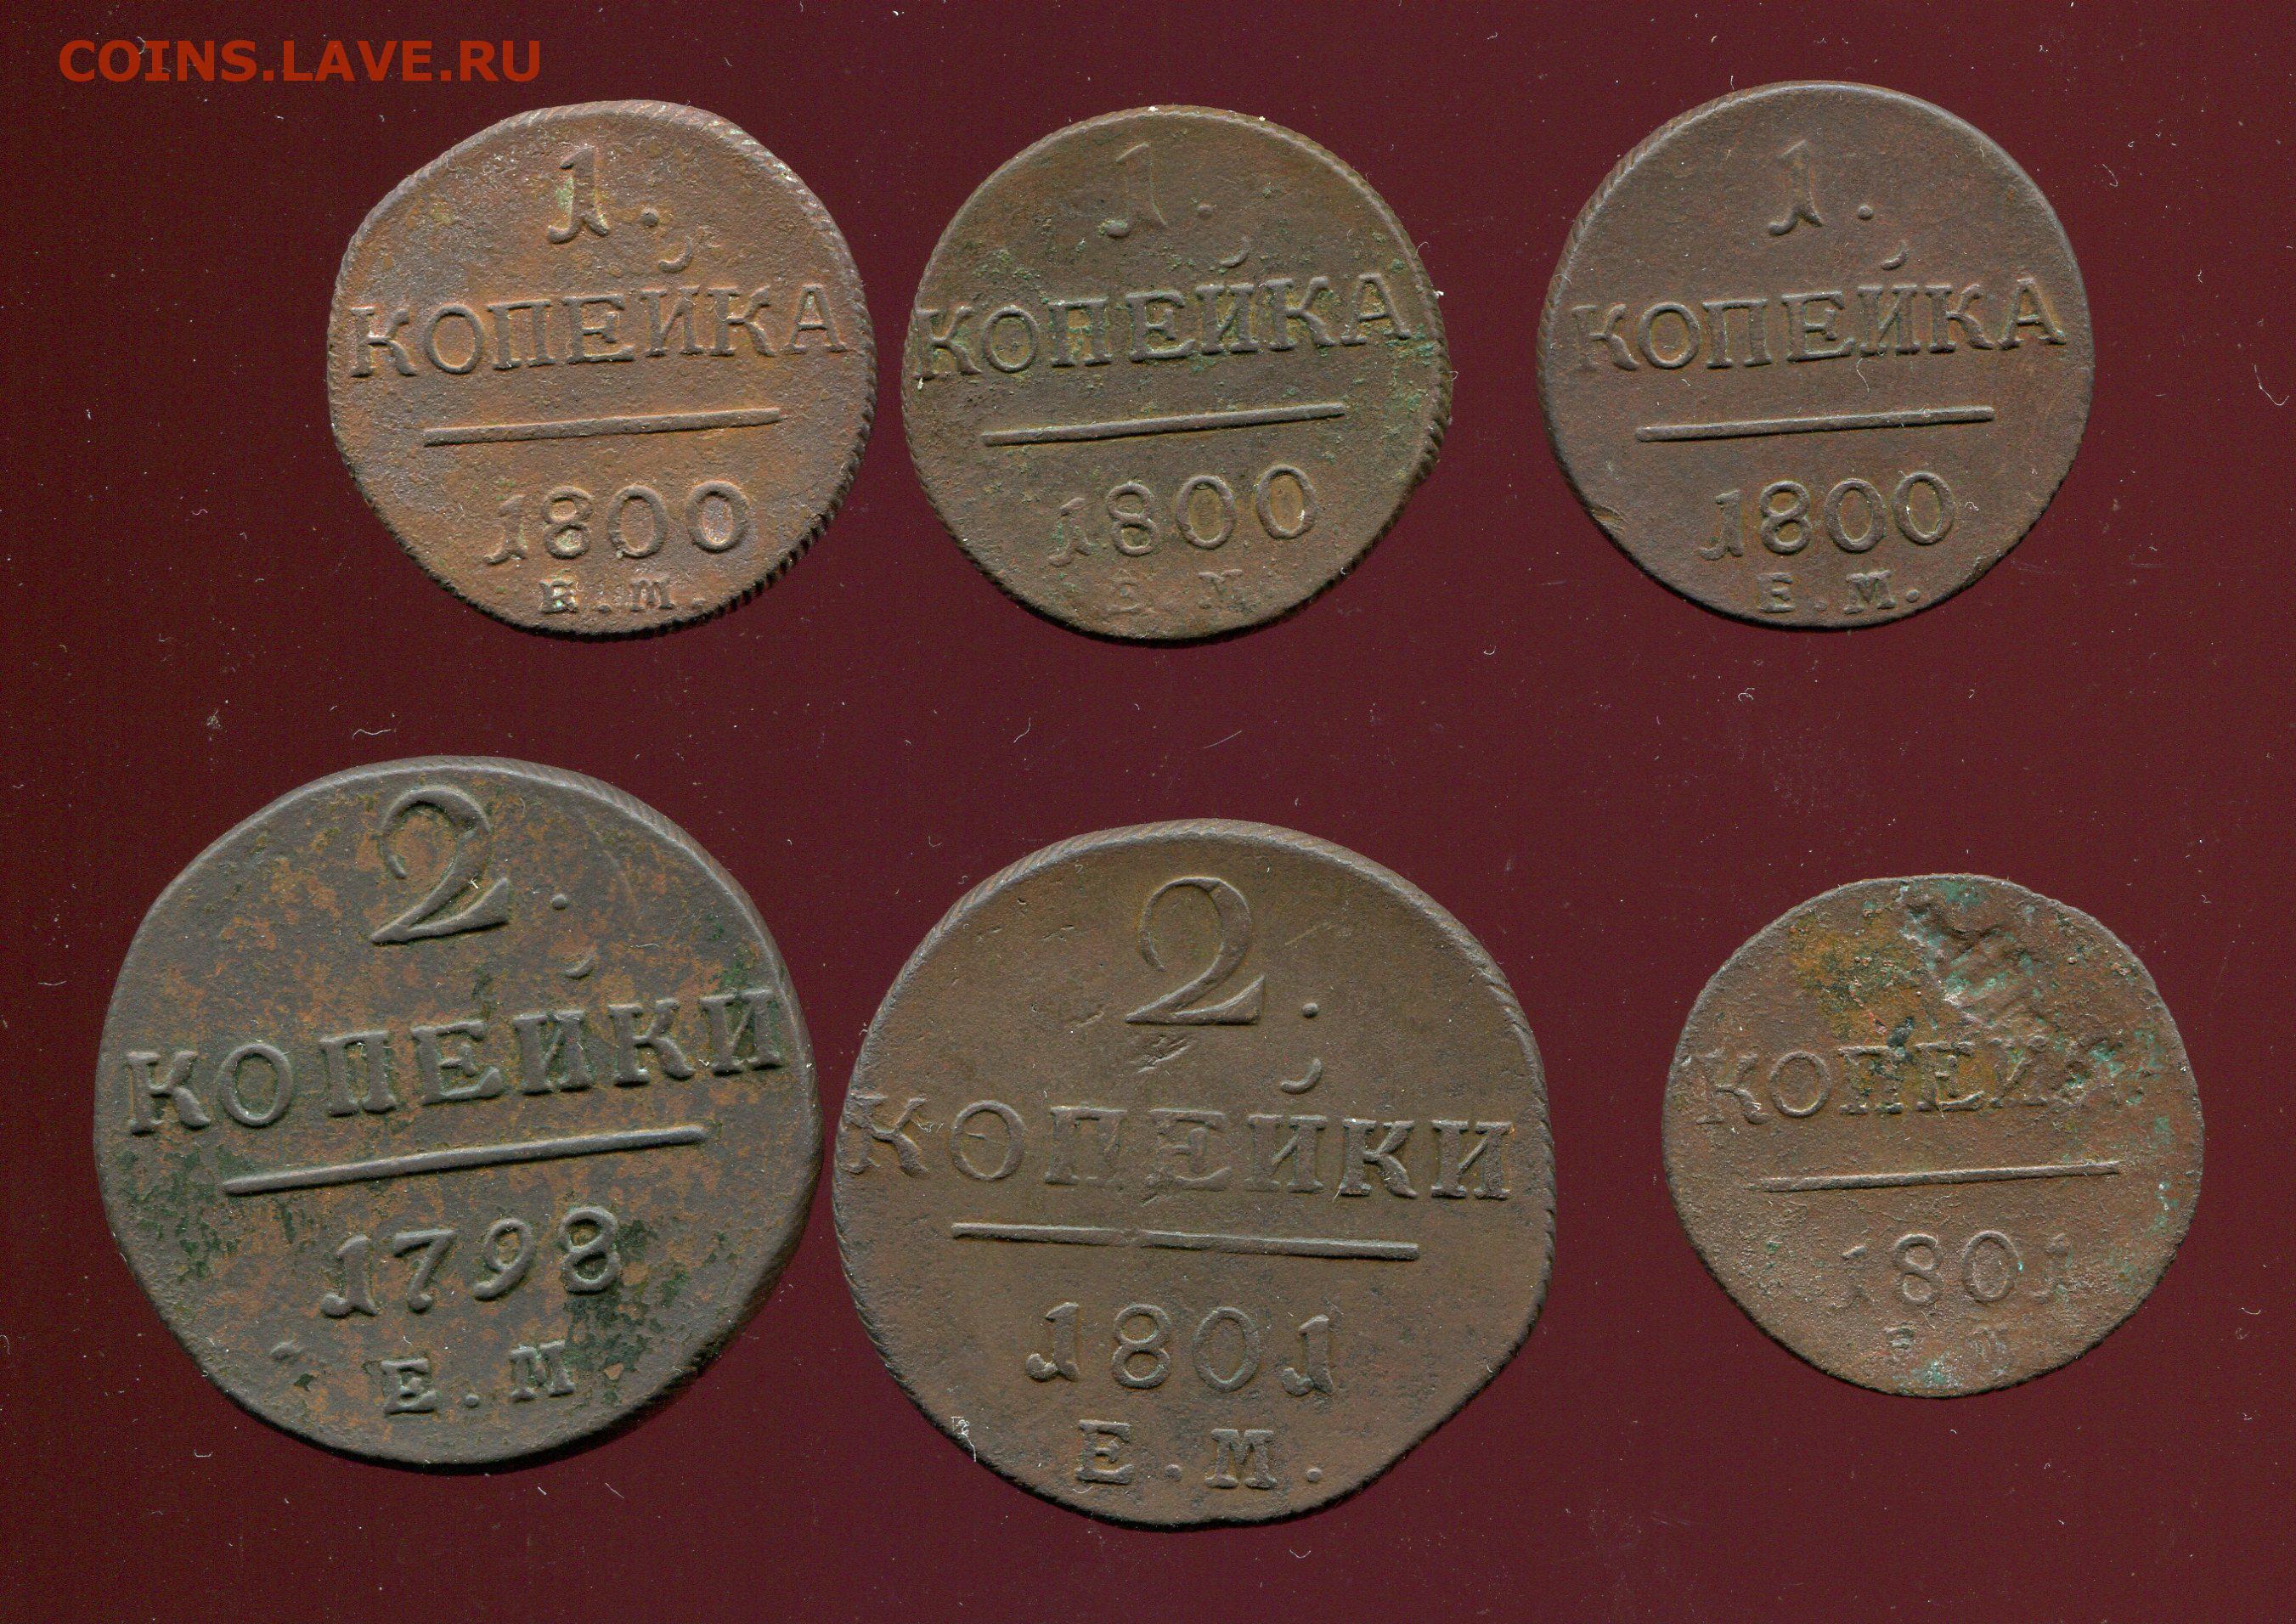 COINS.LAVE.RU
1.
КОПЕЙКА
1800
Е.М.
1.
КОПЕЙКА
1800
Е.М.
1.
КОПЕЙКА
1800
Е.М.
2.
КОПЕЙКИ
1798
Е.М
2.
КОПЕЙКИ
1801
Е.М.
КОПЕЙКА
1801
Е.М